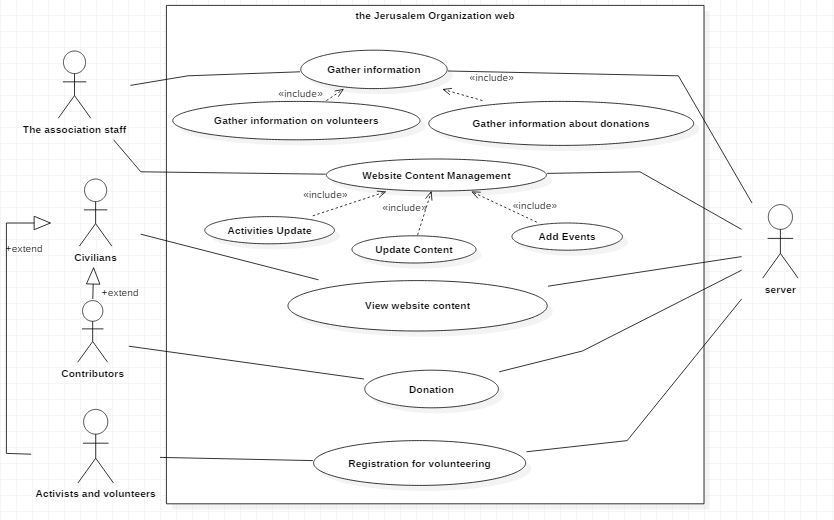 the Jerusalem Organization web
Gather information
«include»
«include»
Gather information on volunteers
Gather information about donations
The association staff
Website Content Management
«include»
«include»
«include»
Activities Update
Update Content
Add Events
+extend
Civilians
server
+extend
View website content
Contributors
Donation
Registration for volunteering
Activists and volunteers